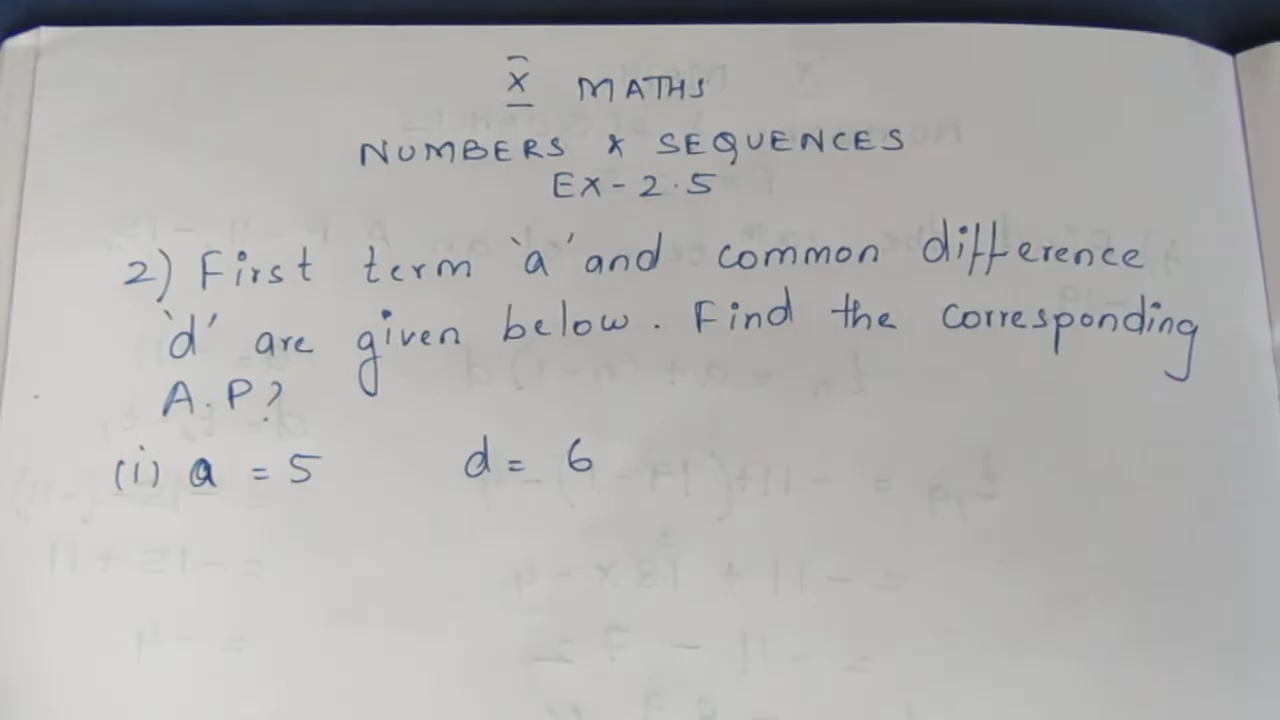 X MATHS
NUMBERS & SEQUENCES
EX-2.5
2) First term 'a' and common difference
'd' are given below. Find the corresponding
A.P?
(i) a = 5 d = 6